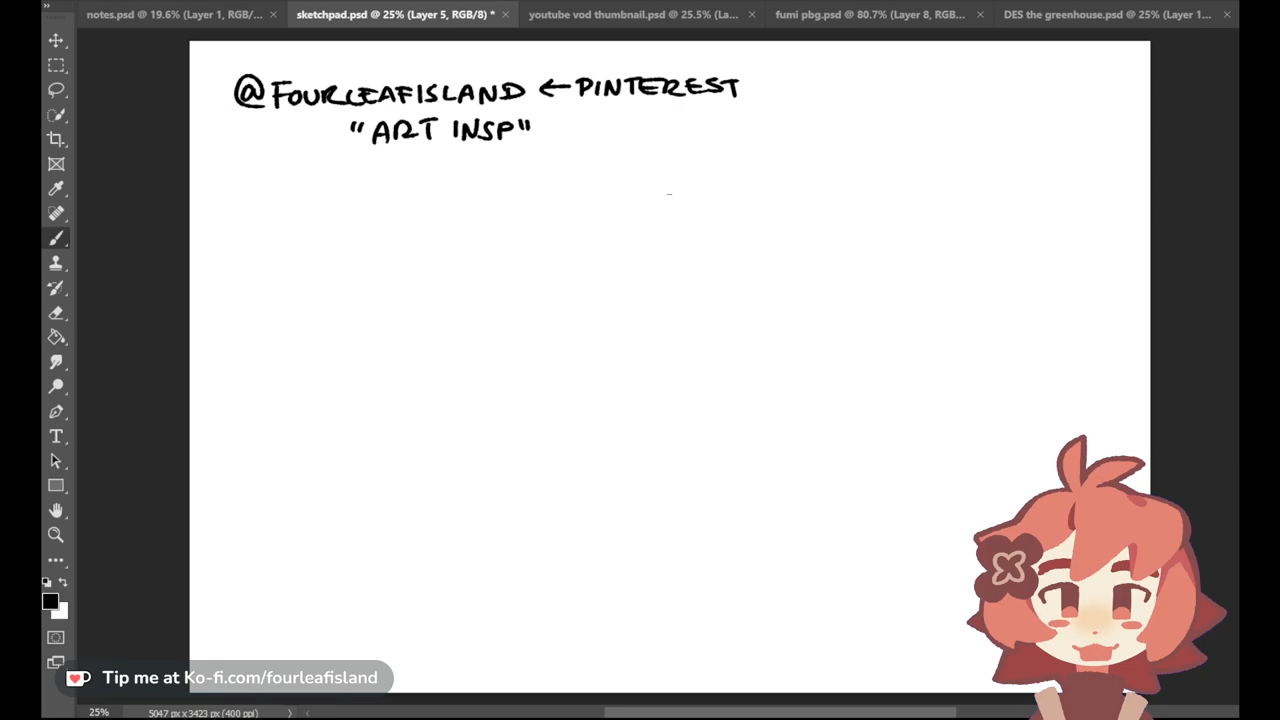 notes.psd @ 19.6% (Layer 1, RGB/...
sketchpad.psd @ 25% (Layer 5, RGB/8) *
youtube vod thumbnail.psd @ 25.5% (La...
fumi pbg.psd @ 80.7% (Layer 8, RGB...
DES the greenhouse.psd @ 25% (Layer 1...
@FOURLEAFISLAND ← PINTEREST
"ART INSP"
Tip me at Ko-fi.com/fourleafisland
25%
5047 px x 3423 px (400 ppi)